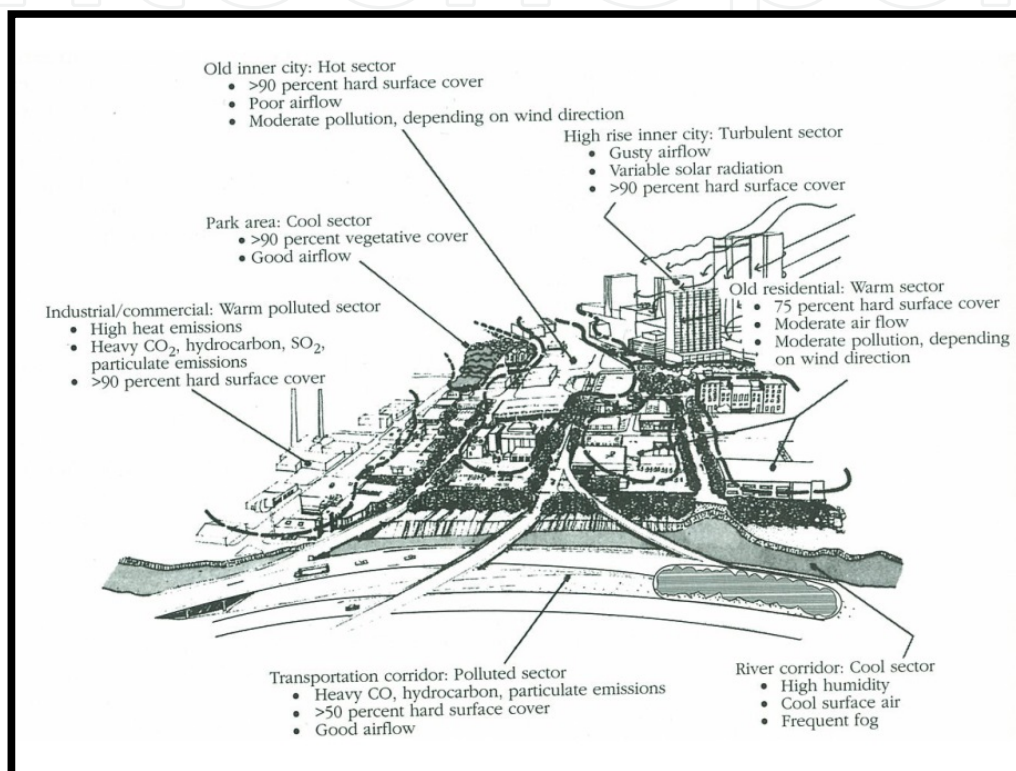 Old inner city: Hot sector
• >90 percent hard surface cover
• Poor airflow
• Moderate pollution, depending on wind direction
High rise inner city: Turbulent sector
• Gusty airflow
• Variable solar radiation
• >90 percent hard surface cover
Park area: Cool sector
• >90 percent vegetative cover
• Good airflow
Old residential: Warm sector
• 75 percent hard surface cover
• Moderate air flow
• Moderate pollution, depending
on wind direction
Industrial/commercial: Warm polluted sector
• High heat emissions
• Heavy CO₂, hydrocarbon, SO₂,
particulate emissions
• >90 percent hard surface cover
Transportation corridor: Polluted sector
• Heavy CO, hydrocarbon, particulate emissions
• >50 percent hard surface cover
• Good airflow
River corridor: Cool sector
• High humidity
• Cool surface air
• Frequent fog